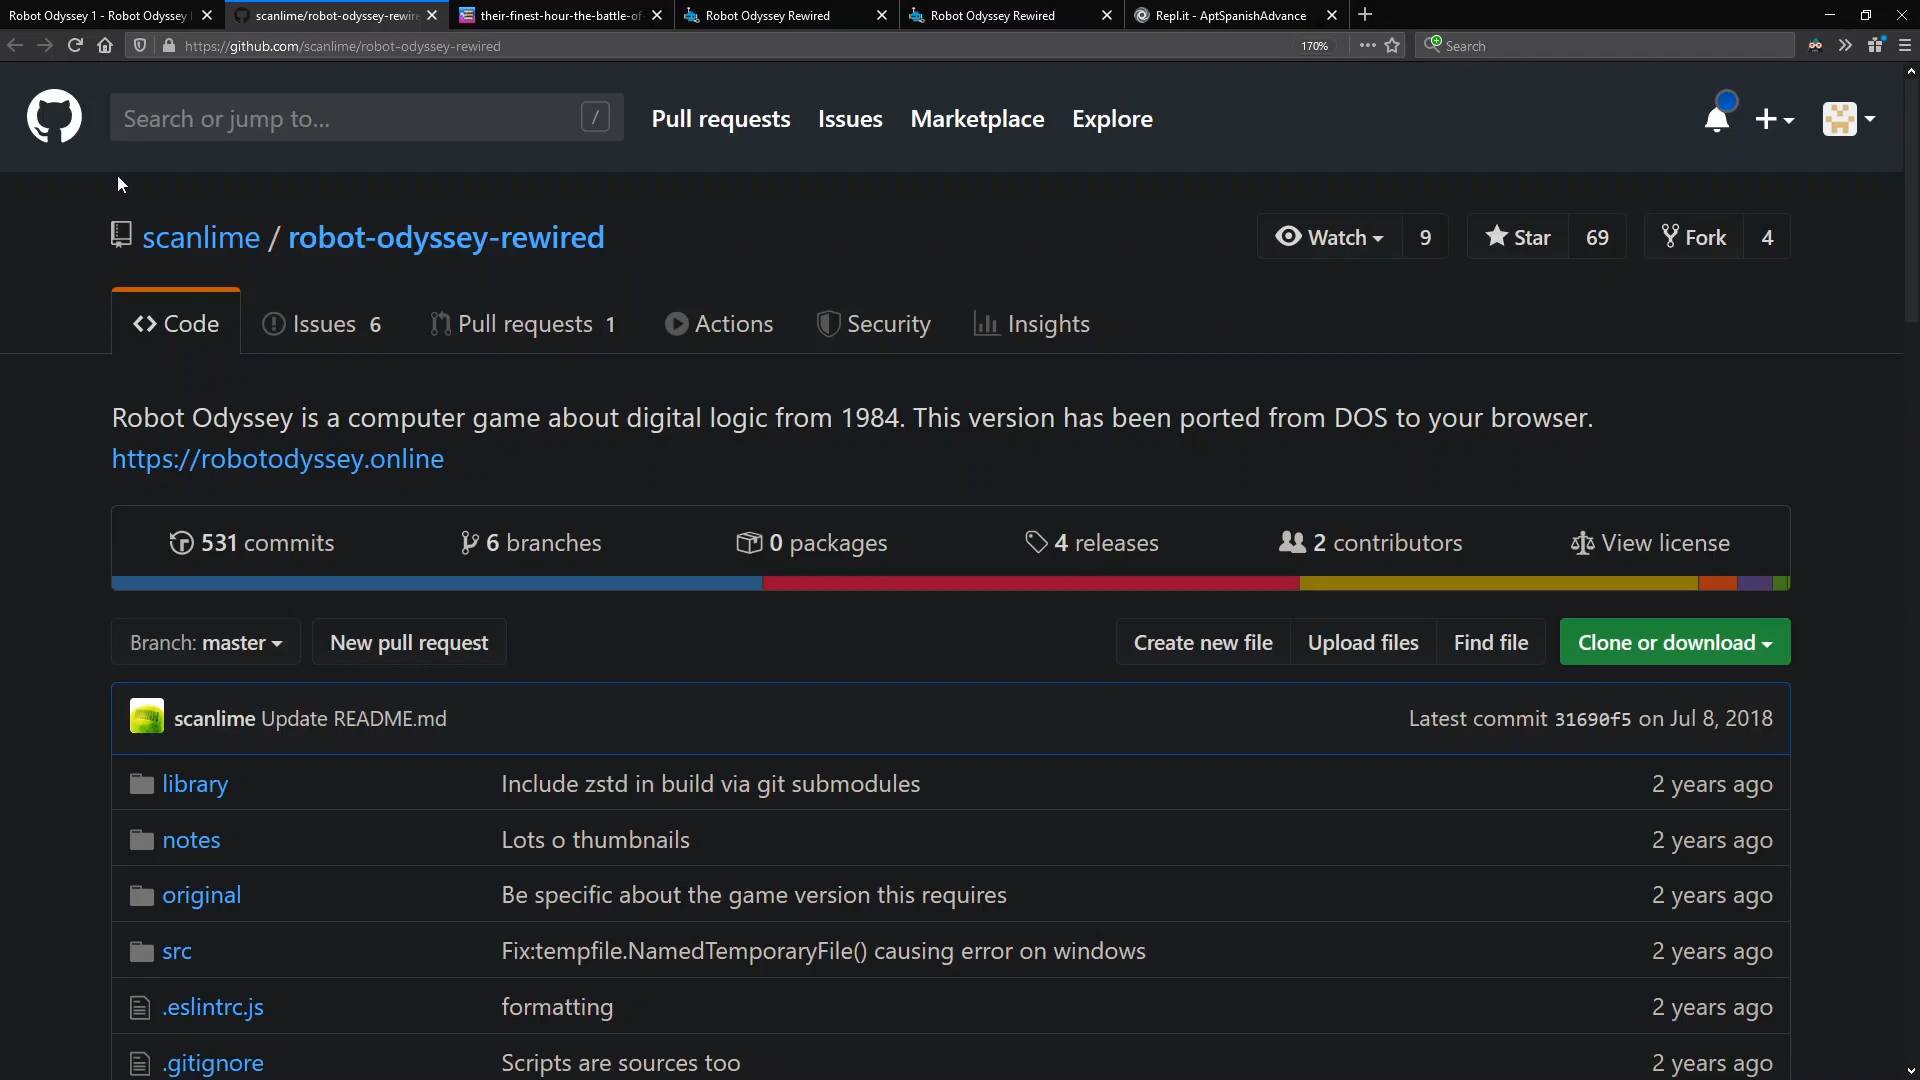 Robot Odyssey 1 - Robot Odyssey
scanlime/robot-odyssey-rewire
their-finest-hour-the-battle-of-
Robot Odyssey Rewired
Robot Odyssey Rewired
Repl.it - AptSpanishAdvance
https://github.com/scanlime/robot-odyssey-rewired
170%
Search
Search or jump to...
/
Pull requests
Issues
Marketplace
Explore
scanlime / robot-odyssey-rewired
Watch 9
Star 69
Fork 4
Code
Issues 6
Pull requests 1
Actions
Security
Insights
Robot Odyssey is a computer game about digital logic from 1984. This version has been ported from DOS to your browser.
https://robotodyssey.online
531 commits
6 branches
0 packages
4 releases
2 contributors
View license
Branch: master
New pull request
Create new file
Upload files
Find file
Clone or download
scanlime Update README.md
Latest commit 31690f5 on Jul 8, 2018
library
Include zstd in build via git submodules
2 years ago
notes
Lots o thumbnails
2 years ago
original
Be specific about the game version this requires
2 years ago
src
Fix:tempfile.NamedTemporaryFile() causing error on windows
2 years ago
.eslintrc.js
formatting
2 years ago
.gitignore
Scripts are sources too
2 years ago